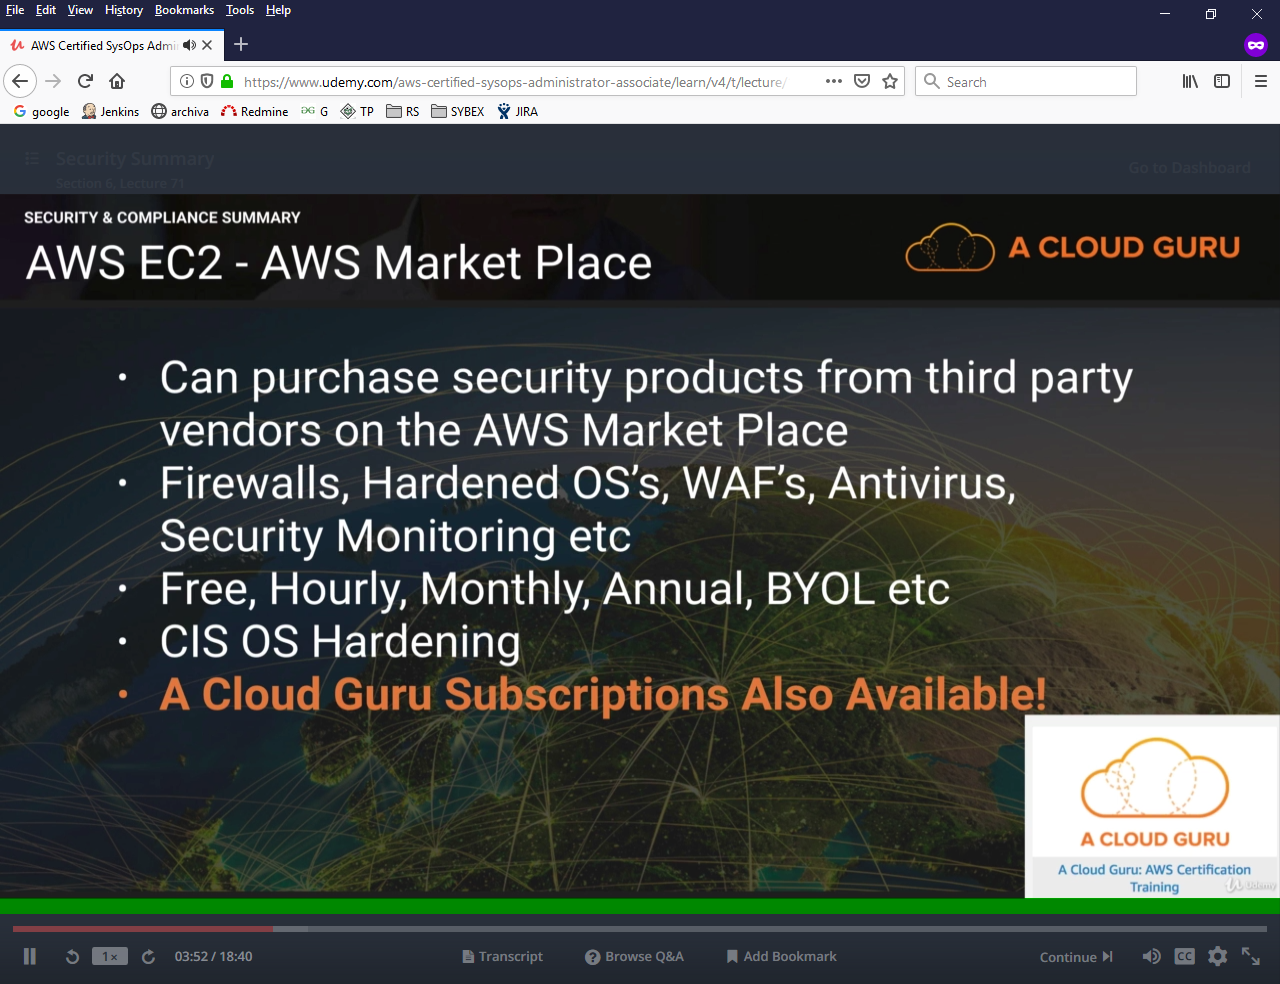 File Edit View History Bookmarks Tools Help
AWS Certified SysOps Admi
https://www.udemy.com/aws-certified-sysops-administrator-associate/learn/v4/t/lecture/
Search
google Jenkins archiva Redmine G TP RS SYBEX JIRA
Security Summary
Section 6, Lecture 71
Go to Dashboard
SECURITY & COMPLIANCE SUMMARY
AWS EC2 - AWS Market Place
A CLOUD GURU
• Can purchase security products from third party
vendors on the AWS Market Place
• Firewalls, Hardened OS’s, WAF’s, Antivirus,
Security Monitoring etc
• Free, Hourly, Monthly, Annual, BYOL etc
• CIS OS Hardening
• A Cloud Guru Subscriptions Also Available!
A CLOUD GURU
A Cloud Guru: AWS Certification
Training
Udemy
1x
03:52 / 18:40
Transcript
Browse Q&A
Add Bookmark
Continue
CC